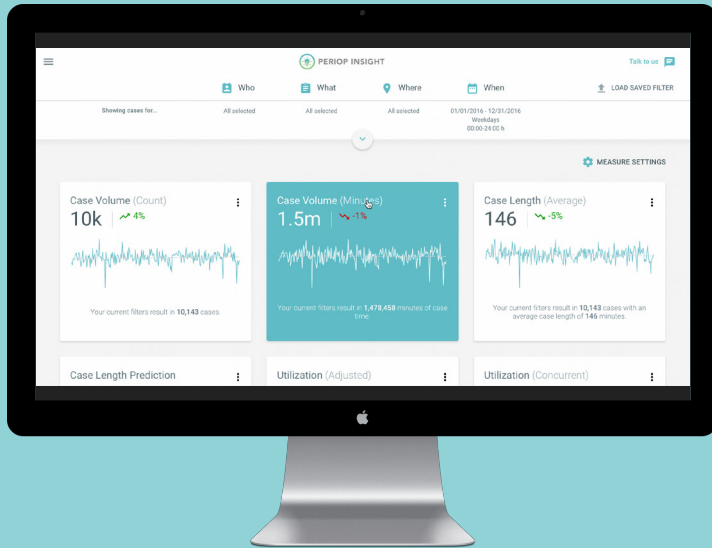 PERIOP INSIGHT
Talk to us
Who
What
Where
When
LOAD SAVED FILTER
Showing cases for...
All selected
All selected
All selected
01/01/2016 - 12/31/2016
Weekdays
00:00-24:00 h
MEASURE SETTINGS
Case Volume (Count)
10k
4%
Your current filters result in 10,143 cases.
Case Volume (Minutes)
1.5m
-1%
Your current filters result in 1,478,458 minutes of case
time.
Case Length (Average)
146
-5%
Your current filters result in 10,143 cases with an
average case length of 146 minutes.
Case Length Prediction
Utilization (Adjusted)
Utilization (Concurrent)